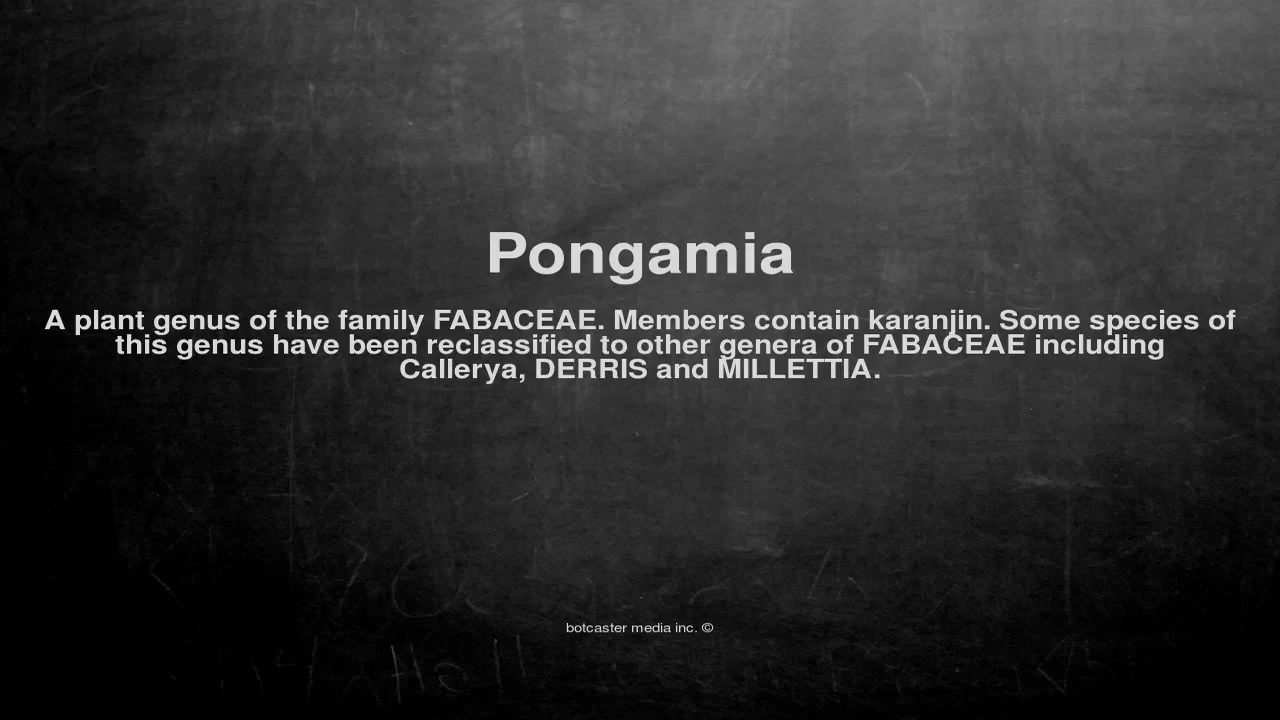 Pongamia
A plant genus of the family FABACEAE. Members contain karanjin. Some species of
this genus have been reclassified to other genera of FABACEAE including
Callerya, DERRIS and MILLETTIA.
botcaster media inc. ©